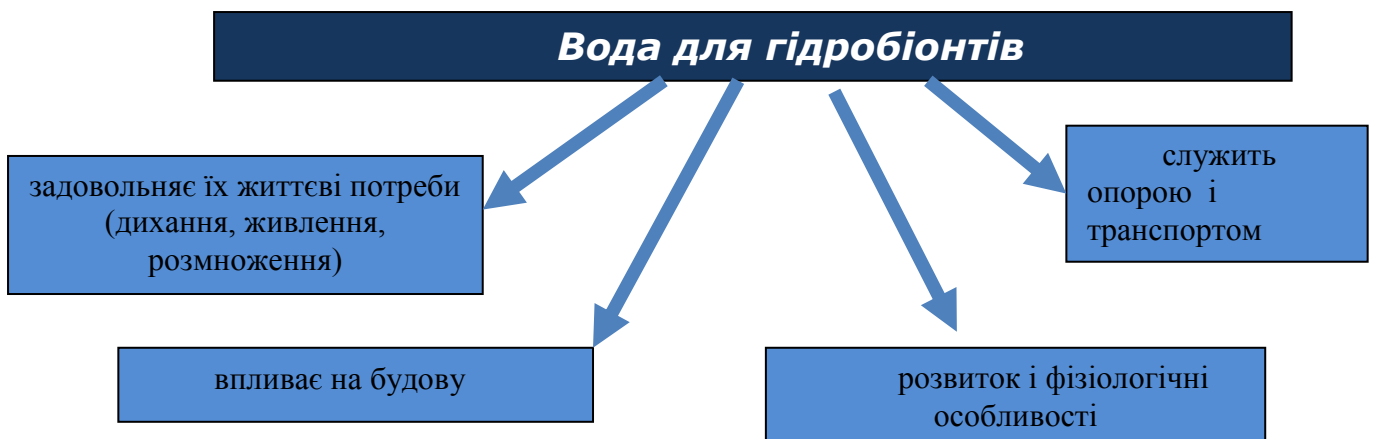 Вода для гідробіонтів
задовольняє їх життєві потреби
(дихання, живлення,
розмноження)
служить
опорою і
транспортом
впливає на будову
розвиток і фізіологічні
особливості